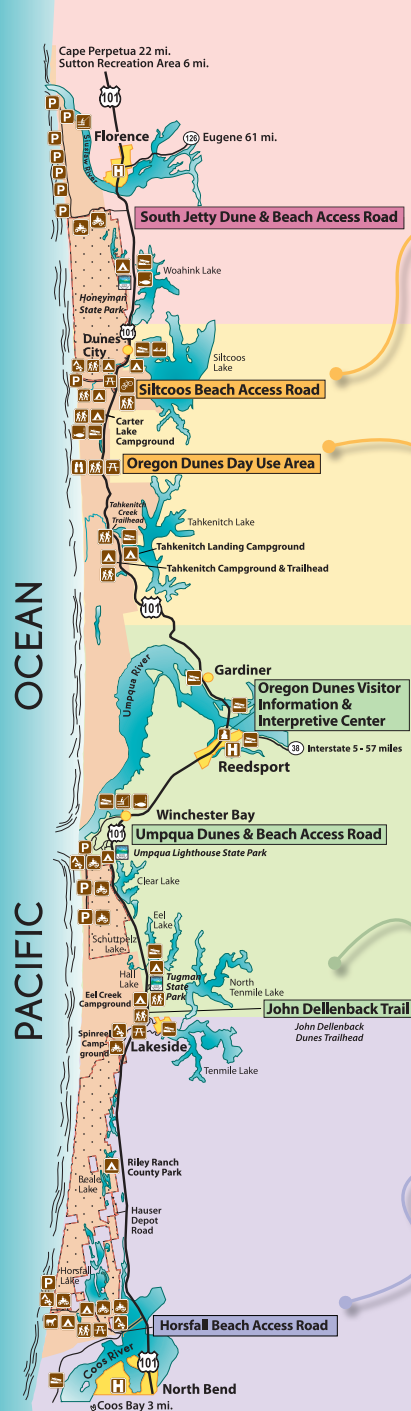 Cape Perpetua 22 mi.
Sutton Recreation Area 6 mi.
101
Florence
126 Eugene 61 mi.
P
P
P
P
P
P
P
H
Siuslaw River
South Jetty Dune & Beach Access Road
Woahink Lake
Honeyman
State Park
101
Dunes
City
Siltcoos
Lake
P
Siltcoos Beach Access Road
Carter
Lake
Campground
Oregon Dunes Day Use Area
Tahkenitch
Creek
Trailhead
Tahkenitch Lake
Tahkenitch Landing Campground
Tahkenitch Campground & Trailhead
101
OCEAN
Umpqua River
Gardiner
Oregon Dunes Visitor
Information &
Interpretive Center
H
38 Interstate 5 - 57 miles
Reedsport
Winchester Bay
101
Umpqua Dunes & Beach Access Road
P
Umpqua Lighthouse State Park
P
Clear Lake
P
Eel
Lake
Schuttpelz
Lake
PACIFIC
Hall
Lake
Tugman
State
Park
North
Tenmile Lake
Eel Creek
Campground
John Dellenback Trail
John Dellenback
Dunes Trailhead
Spinreel
Camp-
ground
Lakeside
Tenmile Lake
Riley Ranch
County Park
Beale
Lake
Hauser
Depot
Road
Horsfall
Lake
P
Horsfall Beach Access Road
Coos River
101
H
North Bend
Coos Bay 3 mi.